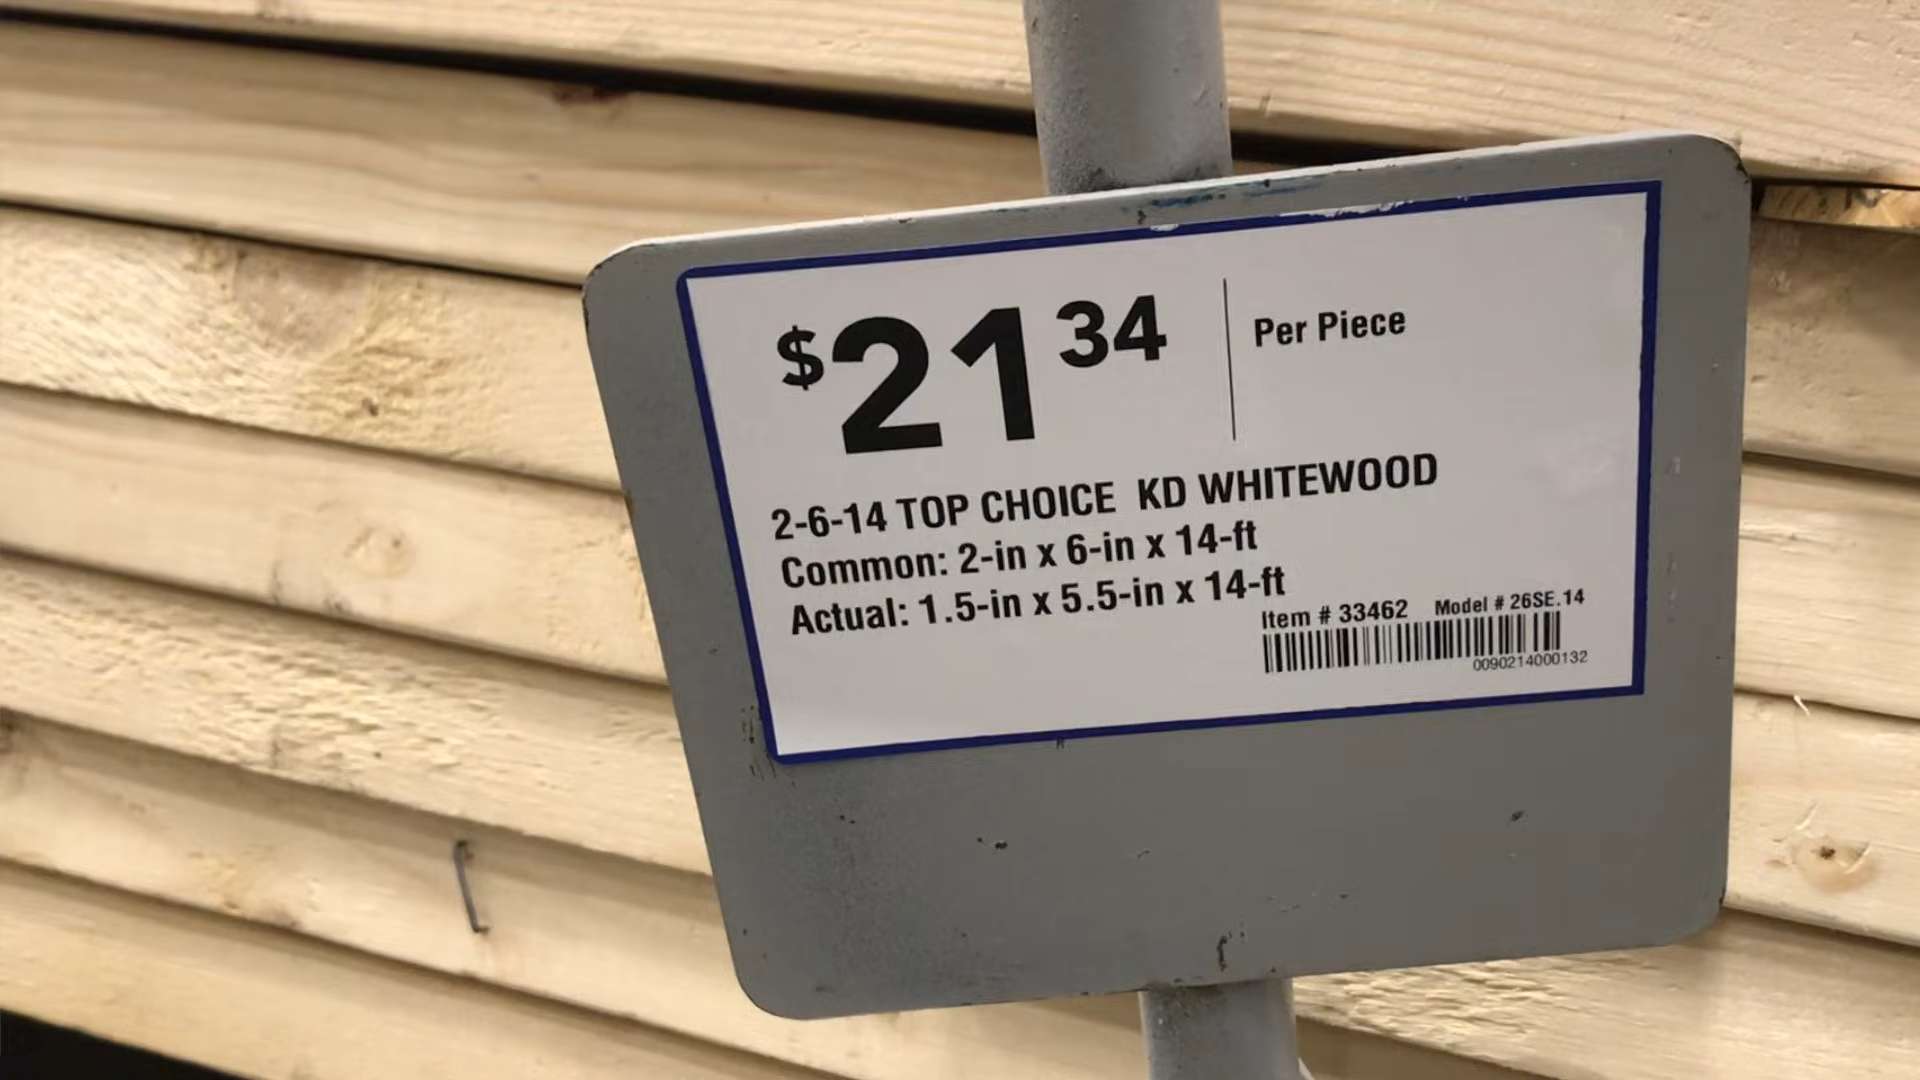 $21 34 Per Piece
2-6-14 TOP CHOICE KD WHITEWOOD
Common: 2-in x 6-in x 14-ft
Actual: 1.5-in x 5.5-in x 14-ft
Item # 33462 Model # 26SE.14
0090214000132